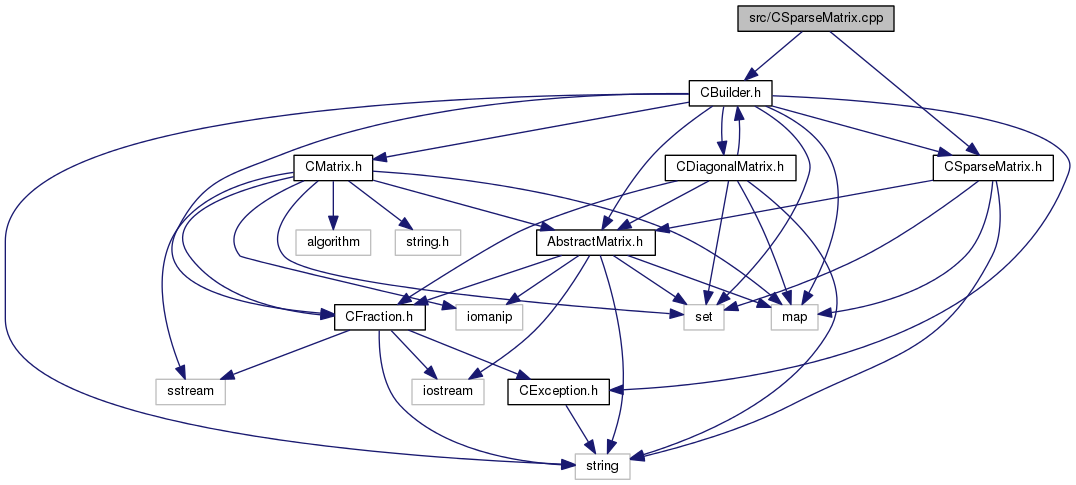 src/CSparseMatrix.cpp
CBuilder.h
CMatrix.h
CDiagonalMatrix.h
CSparseMatrix.h
algorithm
string.h
AbstractMatrix.h
CFraction.h
iomanip
set
map
sstream
iostream
CException.h
string